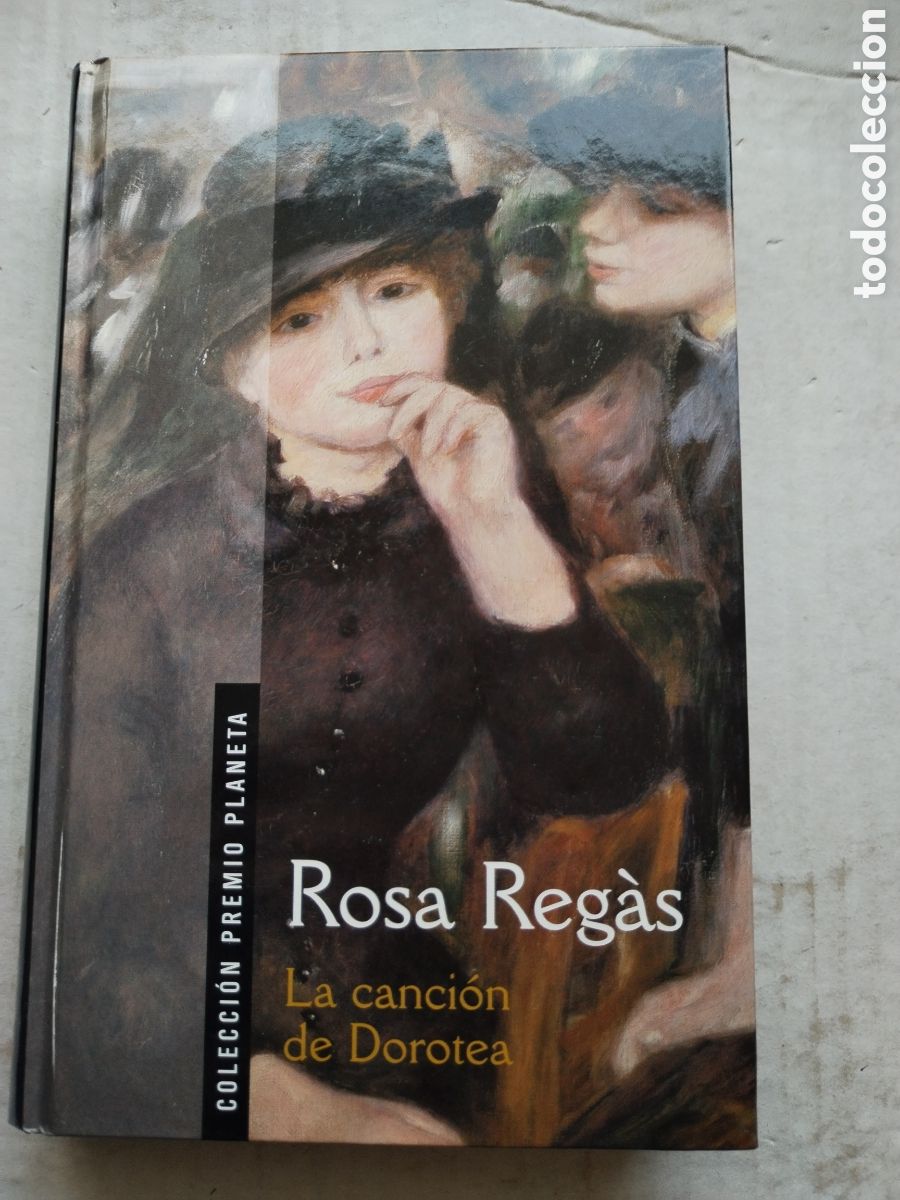 Rosa Regàs
La canción
de Dorotea
COLECCIÓN PREMIO PLANETA
todocoleccion